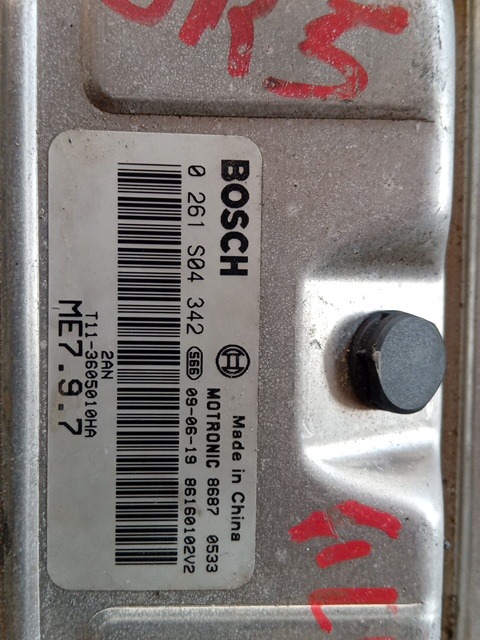 BOSCH
Made in China
0 261 S04 342
MOTRONIC 8687 0533
SGG 09-06-19 86160102V2
2AN
T11-3605010HA
ME7.9.7